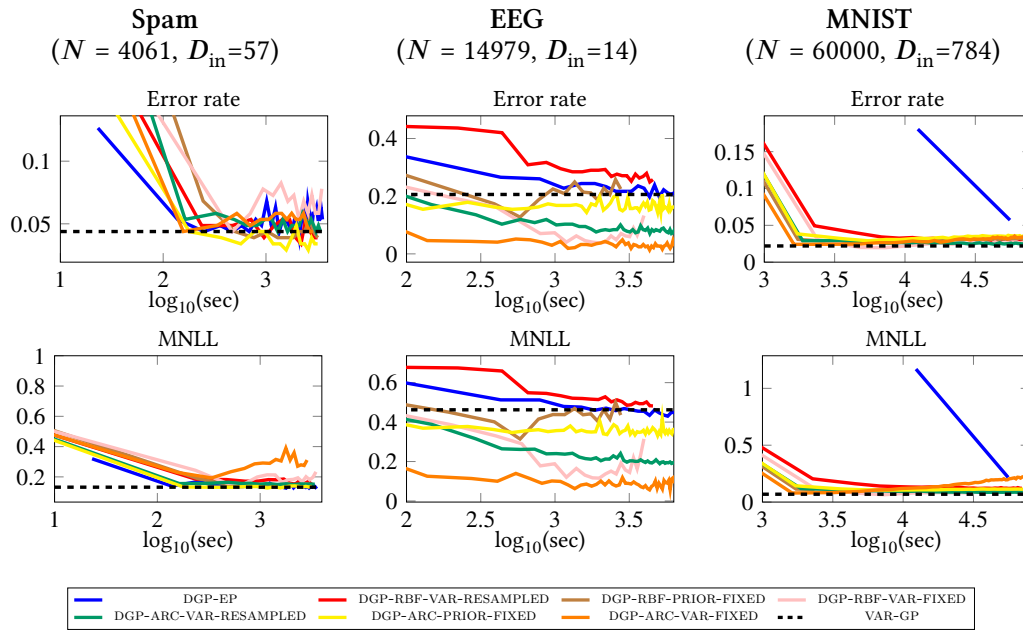 Spam
(N = 4061, D_in=57)
EEG
(N = 14979, D_in=14)
MNIST
(N = 60000, D_in=784)
Error rate
0.1
0.05
1 2 3
log10(sec)
Error rate
0.4
0.2
0
2 2.5 3 3.5
log10(sec)
Error rate
0.15
0.1
0.05
0
3 3.5 4 4.5
log10(sec)
MNLL
1
0.8
0.6
0.4
0.2
1 2 3
log10(sec)
MNLL
0.6
0.4
0.2
0
2 2.5 3 3.5
log10(sec)
MNLL
1
0.5
0
3 3.5 4 4.5
log10(sec)
DGP-EP DGP-RBF-VAR-RESAMPLED DGP-RBF-PRIOR-FIXED DGP-RBF-VAR-FIXED
DGP-ARC-VAR-RESAMPLED DGP-ARC-PRIOR-FIXED DGP-ARC-VAR-FIXED VAR-GP